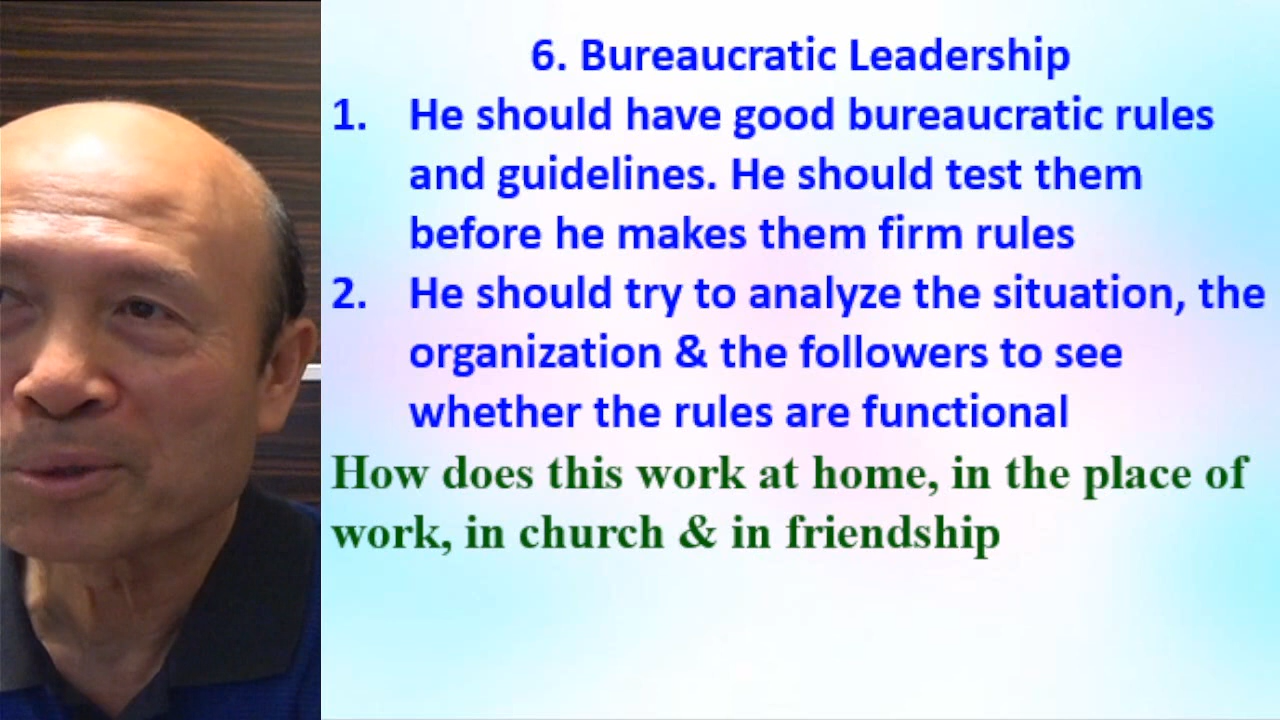 6. Bureaucratic Leadership
1. He should have good bureaucratic rules
and guidelines. He should test them
before he makes them firm rules
2. He should try to analyze the situation, the
organization & the followers to see
whether the rules are functional
How does this work at home, in the place of
work, in church & in friendship